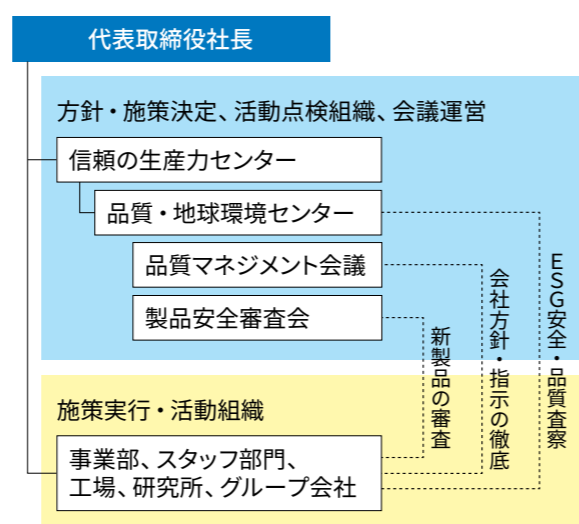 代表取締役社長
方針・施策決定、活動点検組織、会議運営
信頼の生産力センター
品質・地球環境センター
品質マネジメント会議
製品安全審査会
新製品の審査
会社方針・指示の徹底
ESG安全・品質査察
施策実行・活動組織
事業部、スタッフ部門、
工場、研究所、グループ会社